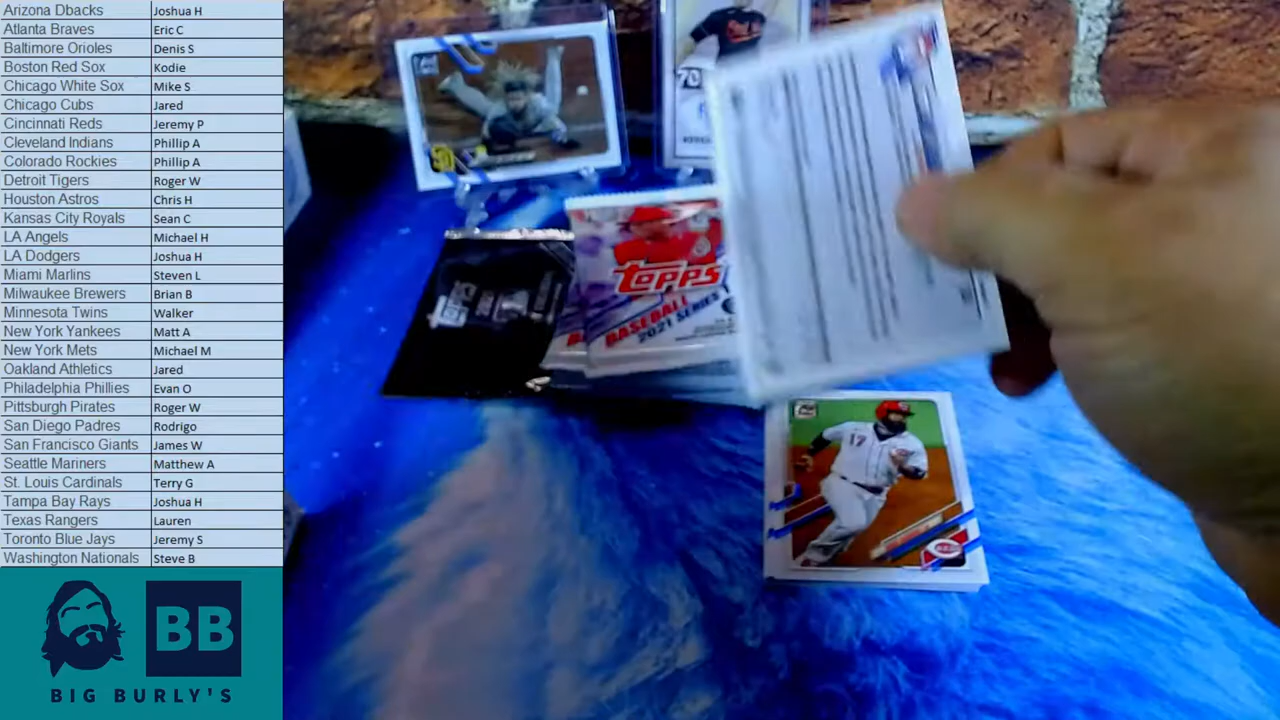 Arizona Dbacks Joshua H
Atlanta Braves Eric C
Baltimore Orioles Denis S
Boston Red Sox Kodie
Chicago White Sox Mike S
Chicago Cubs Jared
Cincinnati Reds Jeremy P
Cleveland Indians Phillip A
Colorado Rockies Phillip A
Detroit Tigers Roger W
Houston Astros Chris H
Kansas City Royals Sean C
LA Angels Michael H
LA Dodgers Joshua H
Miami Marlins Steven L
Milwaukee Brewers Brian B
Minnesota Twins Walker
New York Yankees Matt A
New York Mets Michael M
Oakland Athletics Jared
Philadelphia Phillies Evan O
Pittsburgh Pirates Roger W
San Diego Padres Rodrigo
San Francisco Giants James W
Seattle Mariners Matthew A
St. Louis Cardinals Terry G
Tampa Bay Rays Joshua H
Texas Rangers Lauren
Toronto Blue Jays Jeremy S
Washington Nationals Steve B
BB
BIG BURLY'S
70
TOPPS
BASEBALL
2021 SERIES
17